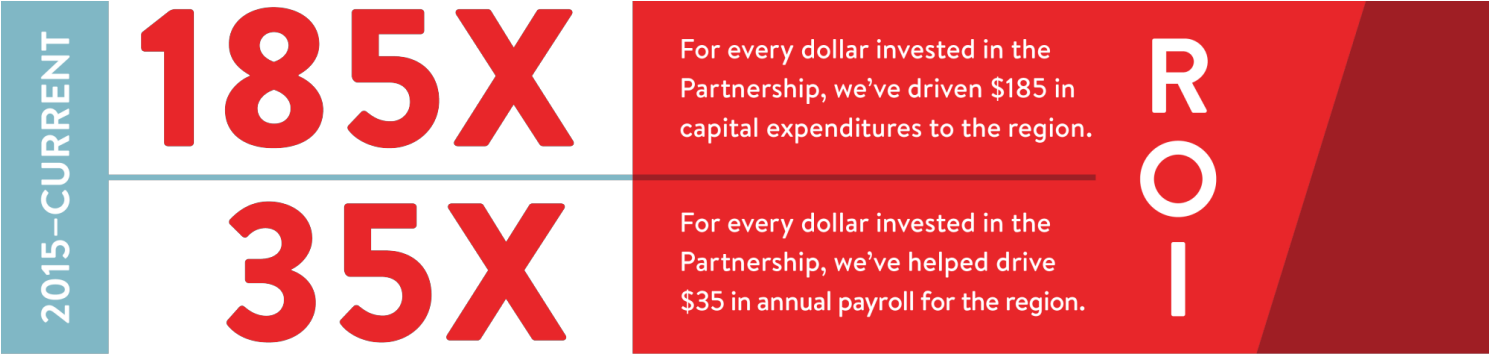 2015–CURRENT
185X
For every dollar invested in the
Partnership, we've driven $185 in
capital expenditures to the region.
35X
For every dollar invested in the
Partnership, we've helped drive
$35 in annual payroll for the region.
ROI